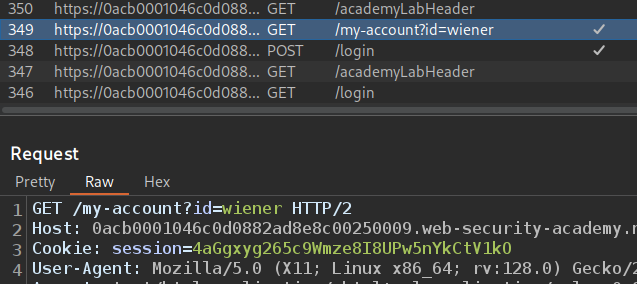 350 https://0acb0001046c0d088... GET /academyLabHeader
349 https://0acb0001046c0d088... GET /my-account?id=wiener ✓
348 https://0acb0001046c0d088... POST /login ✓
347 https://0acb0001046c0d088... GET /academyLabHeader
346 https://0acb0001046c0d088... GET /login
Request
Pretty Raw Hex
1 GET /my-account?id=wiener HTTP/2
2 Host: 0acb0001046c0d0882ad8e8c00250009.web-security-academy.n
3 Cookie: session=4aGgxyg265c9Wmze8I8UPw5nYkCtV1kO
4 User-Agent: Mozilla/5.0 (X11; Linux x86_64; rv:128.0) Gecko/2